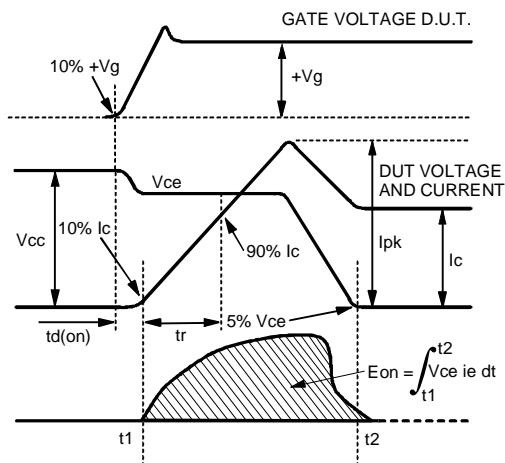 GATE VOLTAGE D.U.T.
10% +Vg
+Vg
Vce
DUT VOLTAGE
AND CURRENT
10% Ic
Vcc
90% Ic
Ipk
Ic
td(on)
tr
5% Vce
Eon = ∫ Vce ie dt
t2
t1
t1
t2